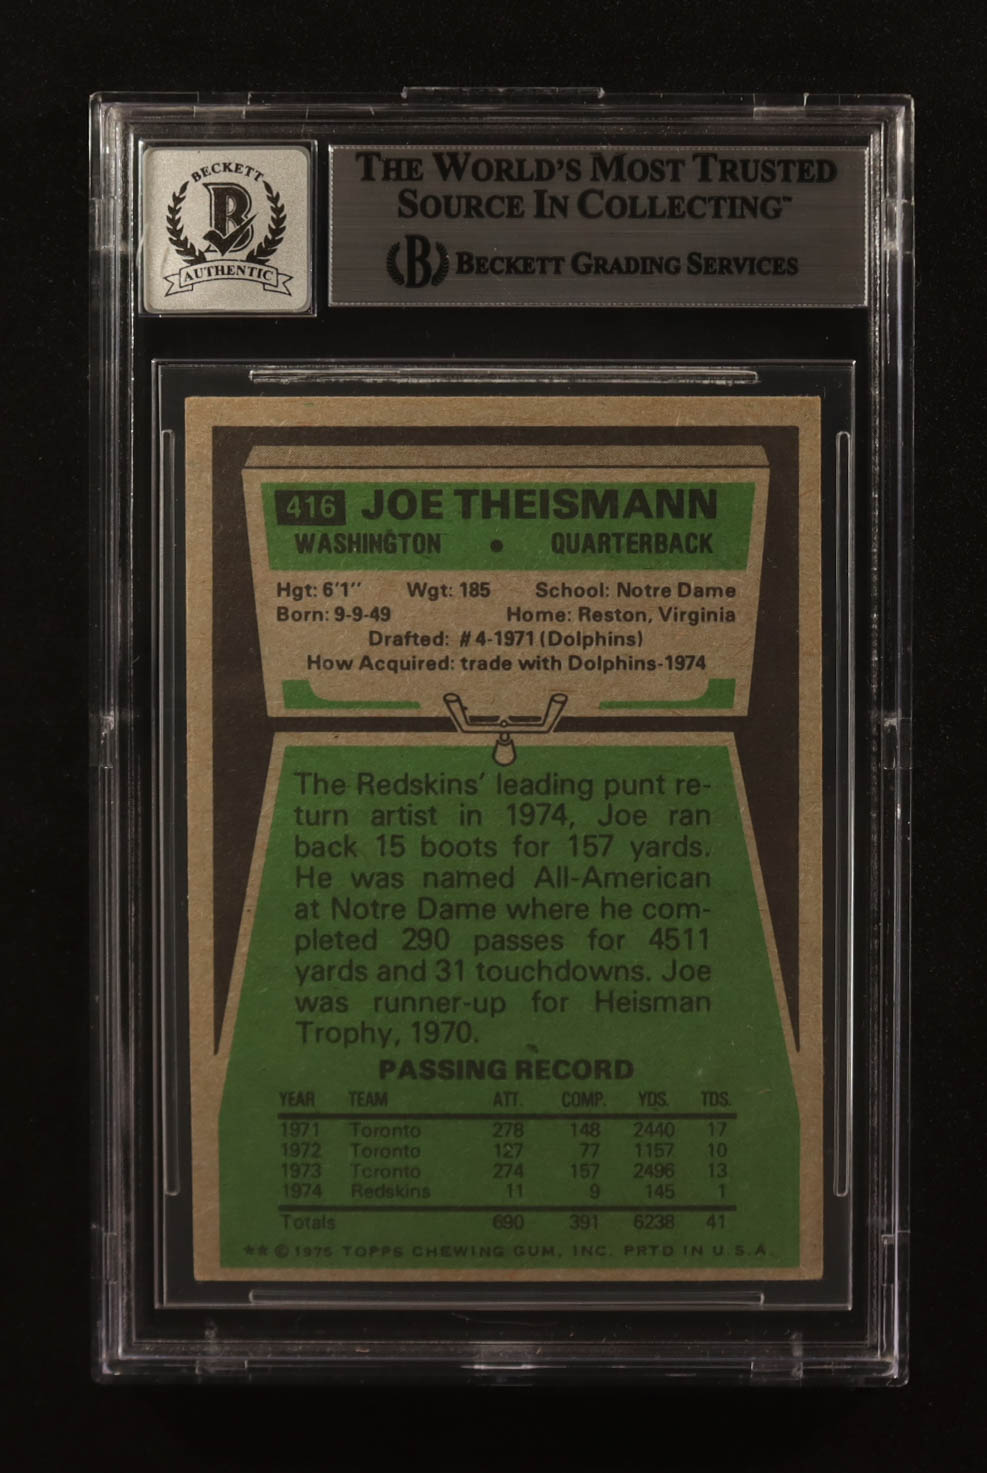 BECKETT
B
AUTHENTIC
THE WORLD'S MOST TRUSTED
SOURCE IN COLLECTING™
B BECKETT GRADING SERVICES
416 JOE THEISMANN
WASHINGTON • QUARTERBACK
Hgt: 6'1" Wgt: 185 School: Notre Dame
Born: 9-9-49 Home: Reston, Virginia
Drafted: #4-1971 (Dolphins)
How Acquired: trade with Dolphins-1974
The Redskins' leading punt re-
turn artist in 1974, Joe ran
back 15 boots for 157 yards.
He was named All-American
at Notre Dame where he com-
pleted 290 passes for 4511
yards and 31 touchdowns. Joe
was runner-up for Heisman
Trophy, 1970.
PASSING RECORD
YEAR TEAM ATT. COMP. YDS. TDS.
1971 Toronto 278 148 2440 17
1972 Toronto 127 77 1157 10
1973 Toronto 274 157 2496 13
1974 Redskins 11 9 145 1
Totals 690 391 6238 41
** © 1975 TOPPS CHEWING GUM, INC. PRTD IN U.S.A.